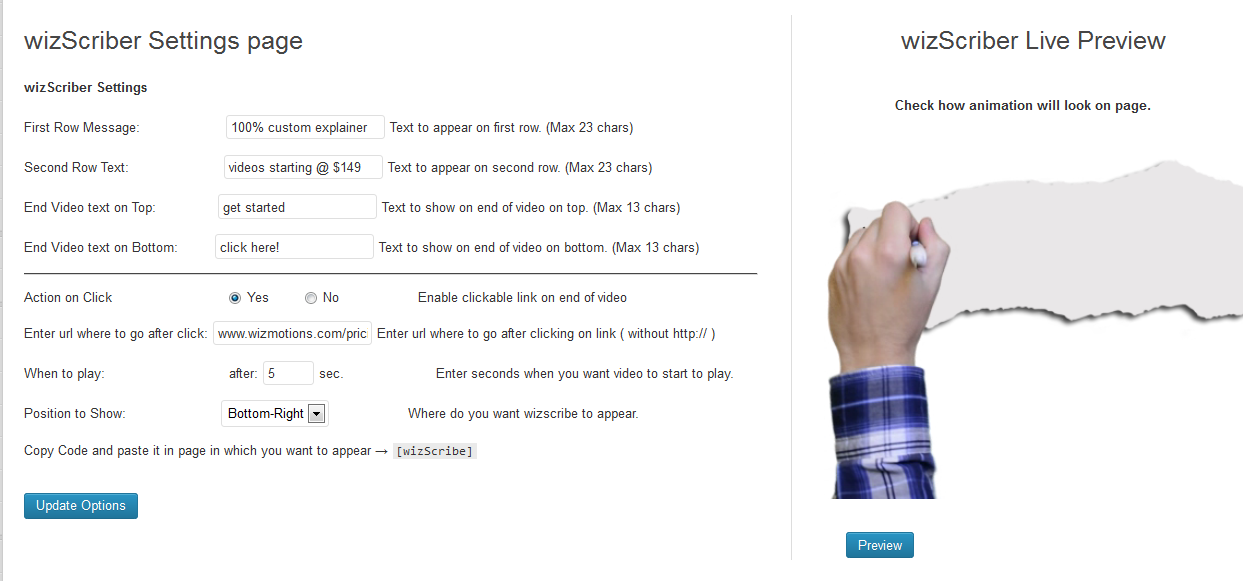 wizScriber Settings page
wizScriber Settings
First Row Message: 100% custom explainer Text to appear on first row. (Max 23 chars)
Second Row Text: videos starting @ $149 Text to appear on second row. (Max 23 chars)
End Video text on Top: get started Text to show on end of video on top. (Max 13 chars)
End Video text on Bottom: click here! Text to show on end of video on bottom. (Max 13 chars)
Action on Click Yes No Enable clickable link on end of video
Enter url where to go after click: www.wizmotions.com/pric Enter url where to go after clicking on link ( without http:// )
When to play: after: 5 sec. Enter seconds when you want video to start to play.
Position to Show: Bottom-Right Where do you want wizscribe to appear.
Copy Code and paste it in page in which you want to appear → [wizScribe]
Update Options
wizScriber Live Preview
Check how animation will look on page.
Preview